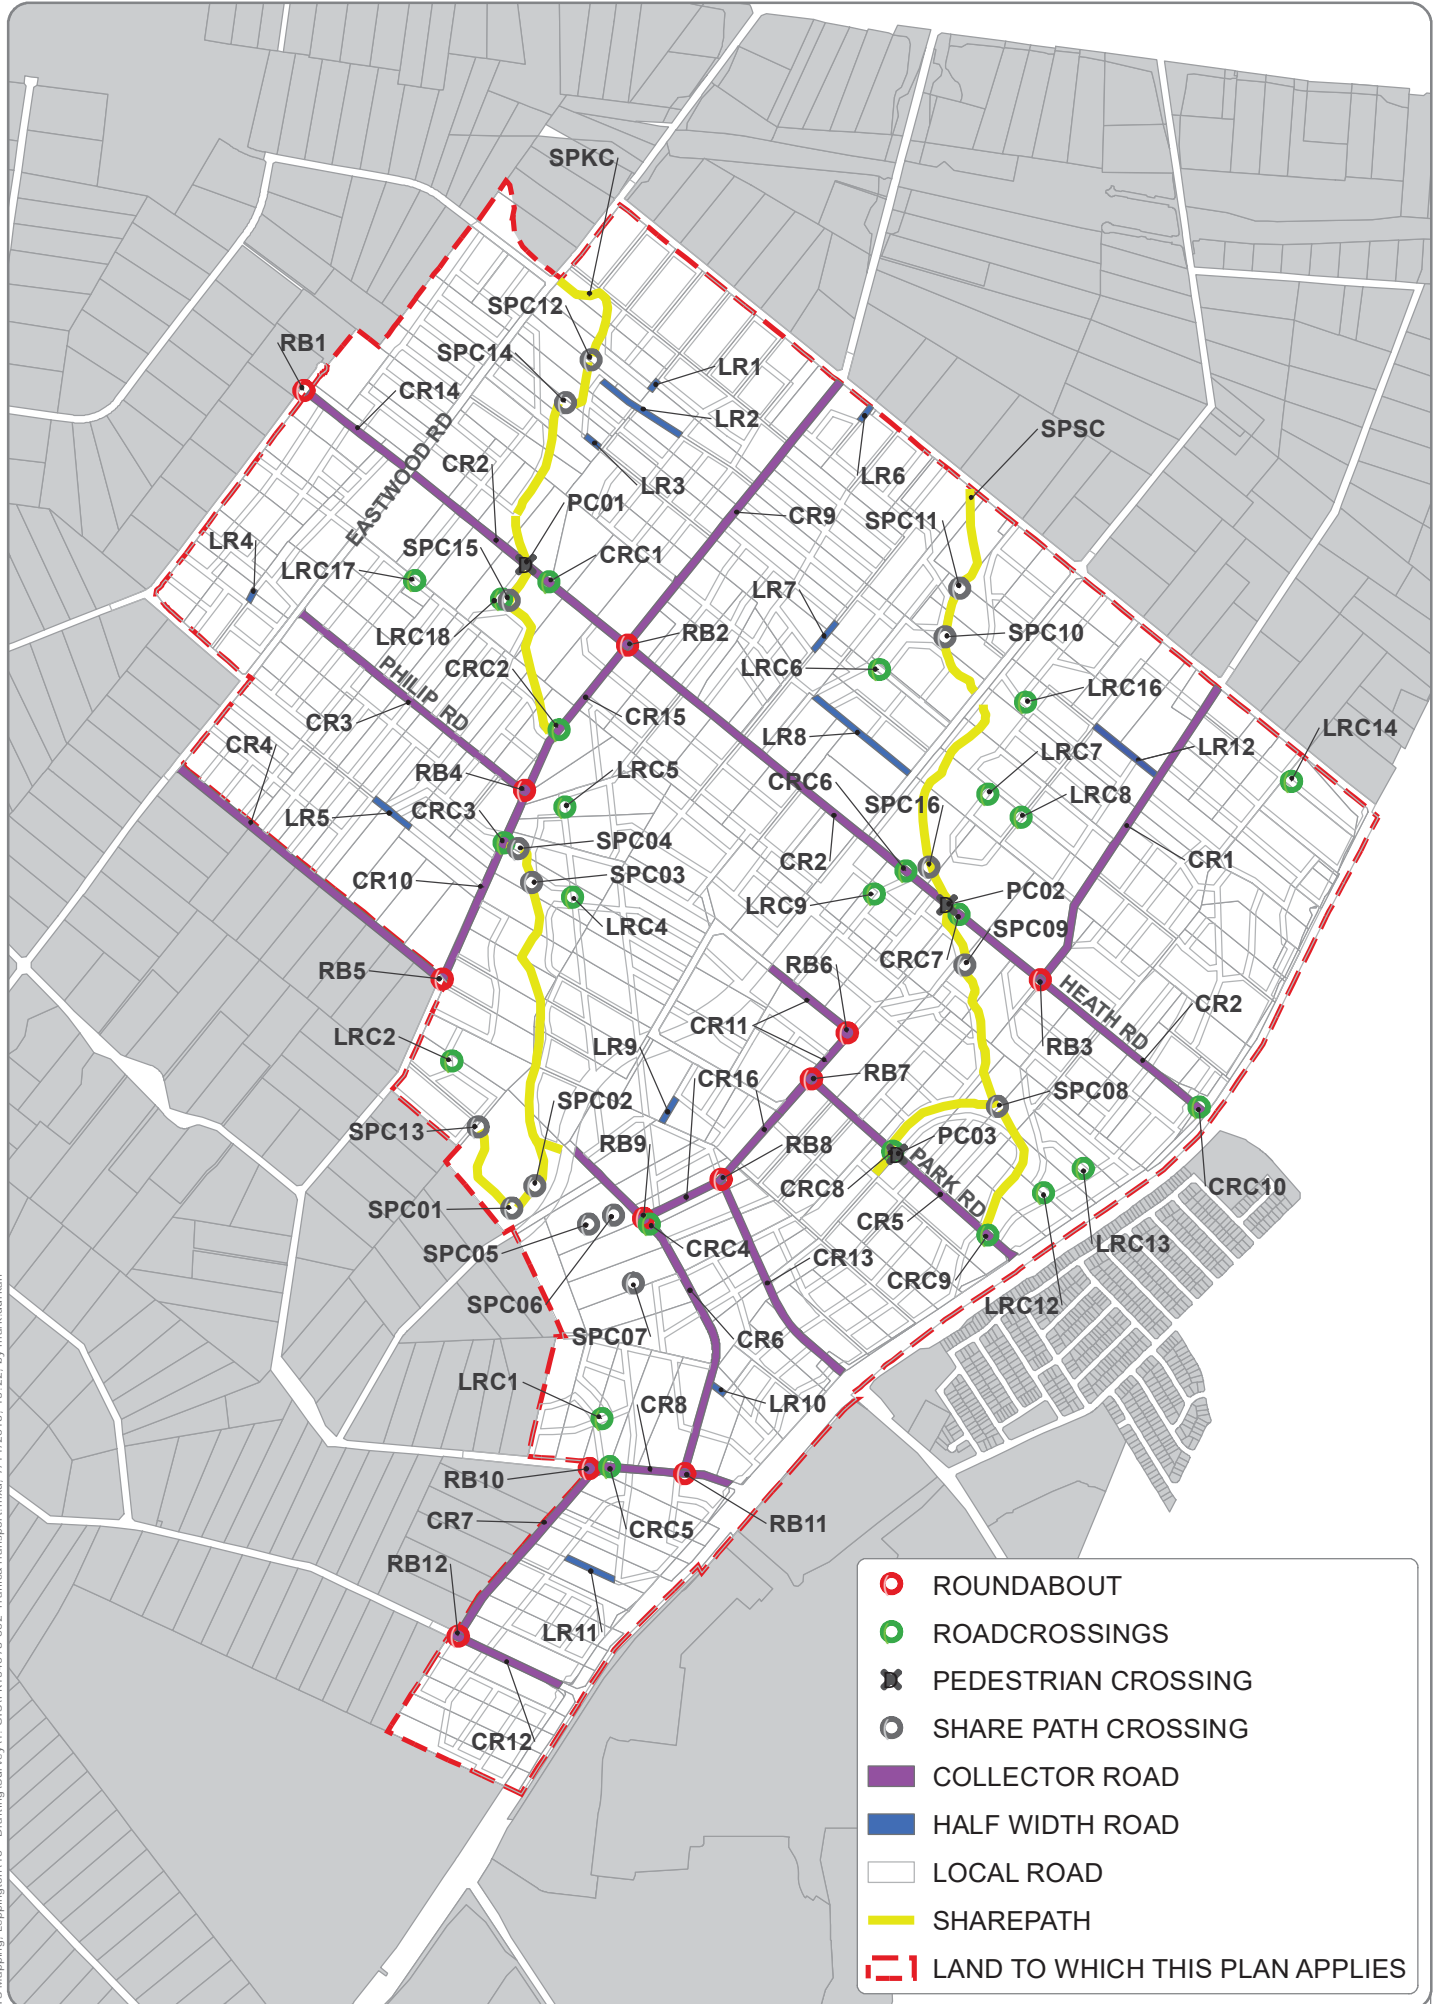 SPKC
SPC12
RB1
SPC14
LR1
CR14
LR2
SPSC
EASTWOOD RD
CR2
LR6
LR3
PC01
CR9
SPC11
LR4
SPC15
CRC1
LRC17
LR7
LRC18
RB2
SPC10
CRC2
LRC6
PHILIP RD
LRC16
CR3
CR15
LRC14
CR4
LR8
LRC7
LR12
RB4
LRC5
CRC6
LRC8
CRC3
SPC16
LR5
SPC04
CR2
CR1
SPC03
CR10
PC02
LRC9
LRC4
SPC09
CRC7
RB6
RB5
HEATH RD
CR2
CR11
LRC2
LR9
RB3
CR16
RB7
SPC08
SPC02
SPC13
RB9
PC03
RB8
PARK RD
CRC8
CRC10
SPC01
CR5
SPC05
CRC4
LRC13
CR13
CRC9
SPC06
LRC12
SPC07
CR6
LRC1
CR8
LR10
RB10
CR7
CRC5
RB11
RB12
LR11
CR12
ROUNDABOUT
ROADCROSSINGS
PEDESTRIAN CROSSING
SHARE PATH CROSSING
COLLECTOR ROAD
HALF WIDTH ROAD
LOCAL ROAD
SHAREPATH
LAND TO WHICH THIS PLAN APPLIES